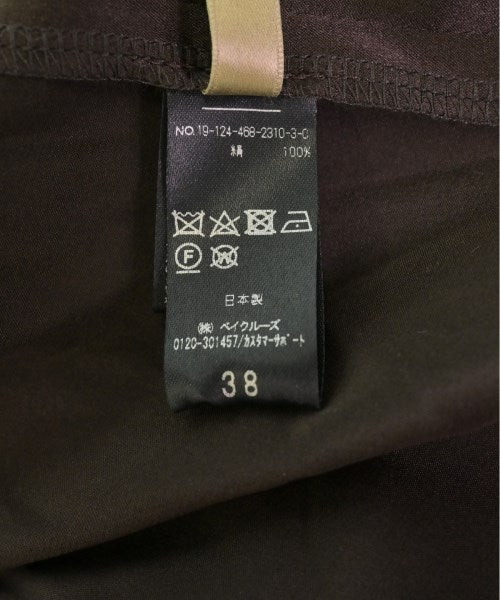 NO.19-124-468-2310-3-0
絹 100%
F
W
日本製
(株) ベイクルーズ
0120-301457/カスタマーサポート
38